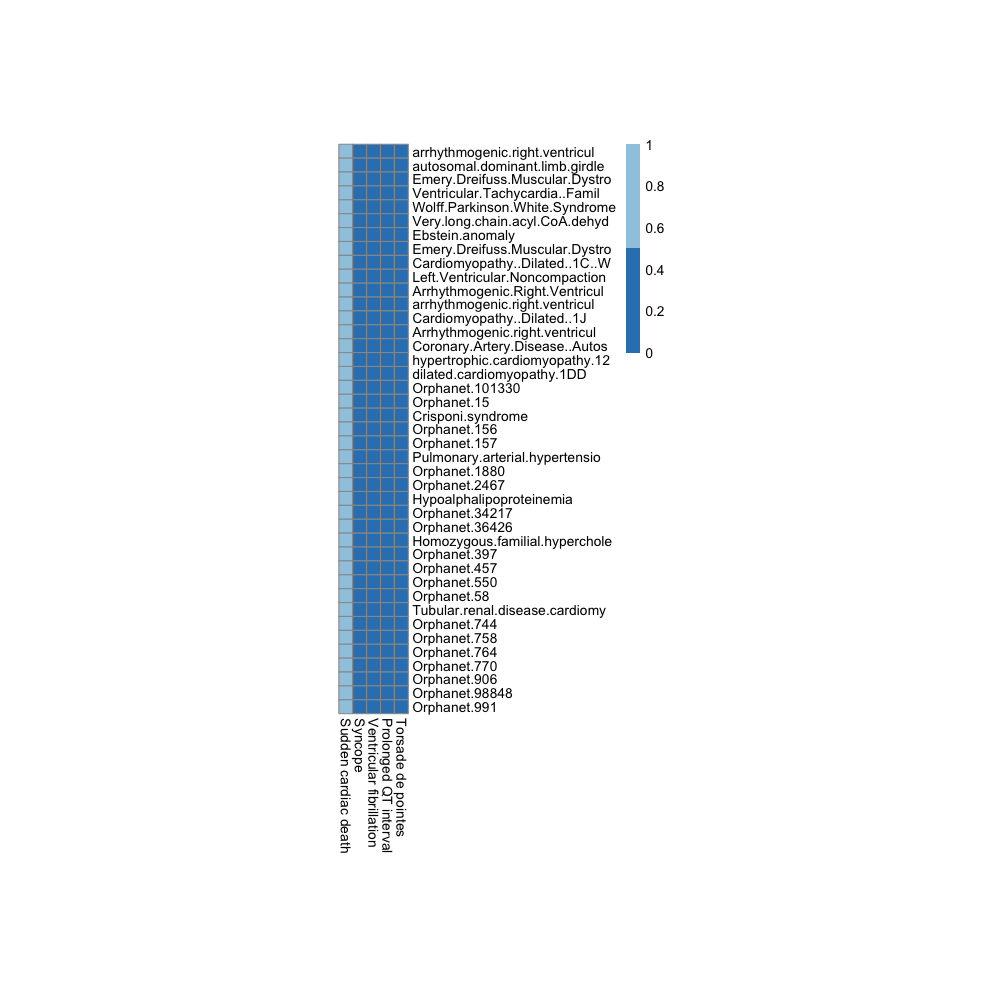 arrhythmogenic.right.ventricul
autosomal.dominant.limb.girdle
Emery.Dreifuss.Muscular.Dystro
Ventricular.Tachycardia..Famil
Wolff.Parkinson.White.Syndrome
Very.long.chain.acyl.CoA.dehyd
Ebstein.anomaly
Emery.Dreifuss.Muscular.Dystro
Cardiomyopathy..Dilated..1C..W
Left.Ventricular.Noncompaction
Arrhythmogenic.Right.Ventricul
arrhythmogenic.right.ventricul
Cardiomyopathy..Dilated..1J
Arrhythmogenic.right.ventricul
Coronary.Artery.Disease..Autos
hypertrophic.cardiomyopathy.12
dilated.cardiomyopathy.1DD
Orphanet.101330
Orphanet.15
Crisponi.syndrome
Orphanet.156
Orphanet.157
Pulmonary.arterial.hypertensio
Orphanet.1880
Orphanet.2467
Hypoalphalipoproteinemia
Orphanet.34217
Orphanet.36426
Homozygous.familial.hyperchole
Orphanet.397
Orphanet.457
Orphanet.550
Orphanet.58
Tubular.renal.disease.cardiomy
Orphanet.744
Orphanet.758
Orphanet.764
Orphanet.770
Orphanet.906
Orphanet.98848
Orphanet.991
1
0.8
0.6
0.4
0.2
0
Sudden cardiac death
Syncope
Ventricular fibrillation
Prolonged QT interval
Torsade de pointes